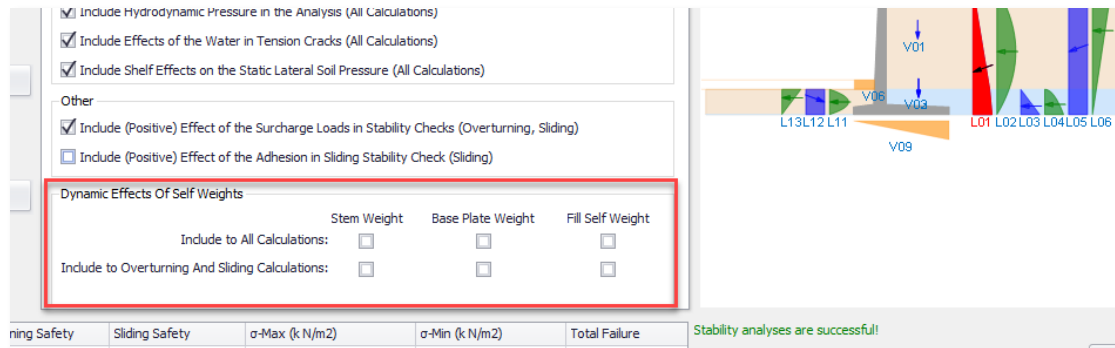 Include Hydrodynamic Pressure in the Analysis (All Calculations)
Include Effects of the Water in Tension Cracks (All Calculations)
Include Shelf Effects on the Static Lateral Soil Pressure (All Calculations)
Other
Include (Positive) Effect of the Surcharge Loads in Stability Checks (Overturning, Sliding)
Include (Positive) Effect of the Adhesion in Sliding Stability Check (Sliding)
Dynamic Effects Of Self Weights
Stem Weight Base Plate Weight Fill Self Weight
Include to All Calculations:
Include to Overturning And Sliding Calculations:
ning Safety Sliding Safety σ-Max (k N/m2) σ-Min (k N/m2) Total Failure
V01
V06 V03
L13 L12 L11 L01 L02 L03 L04 L05 L06
V09
Stability analyses are successful!